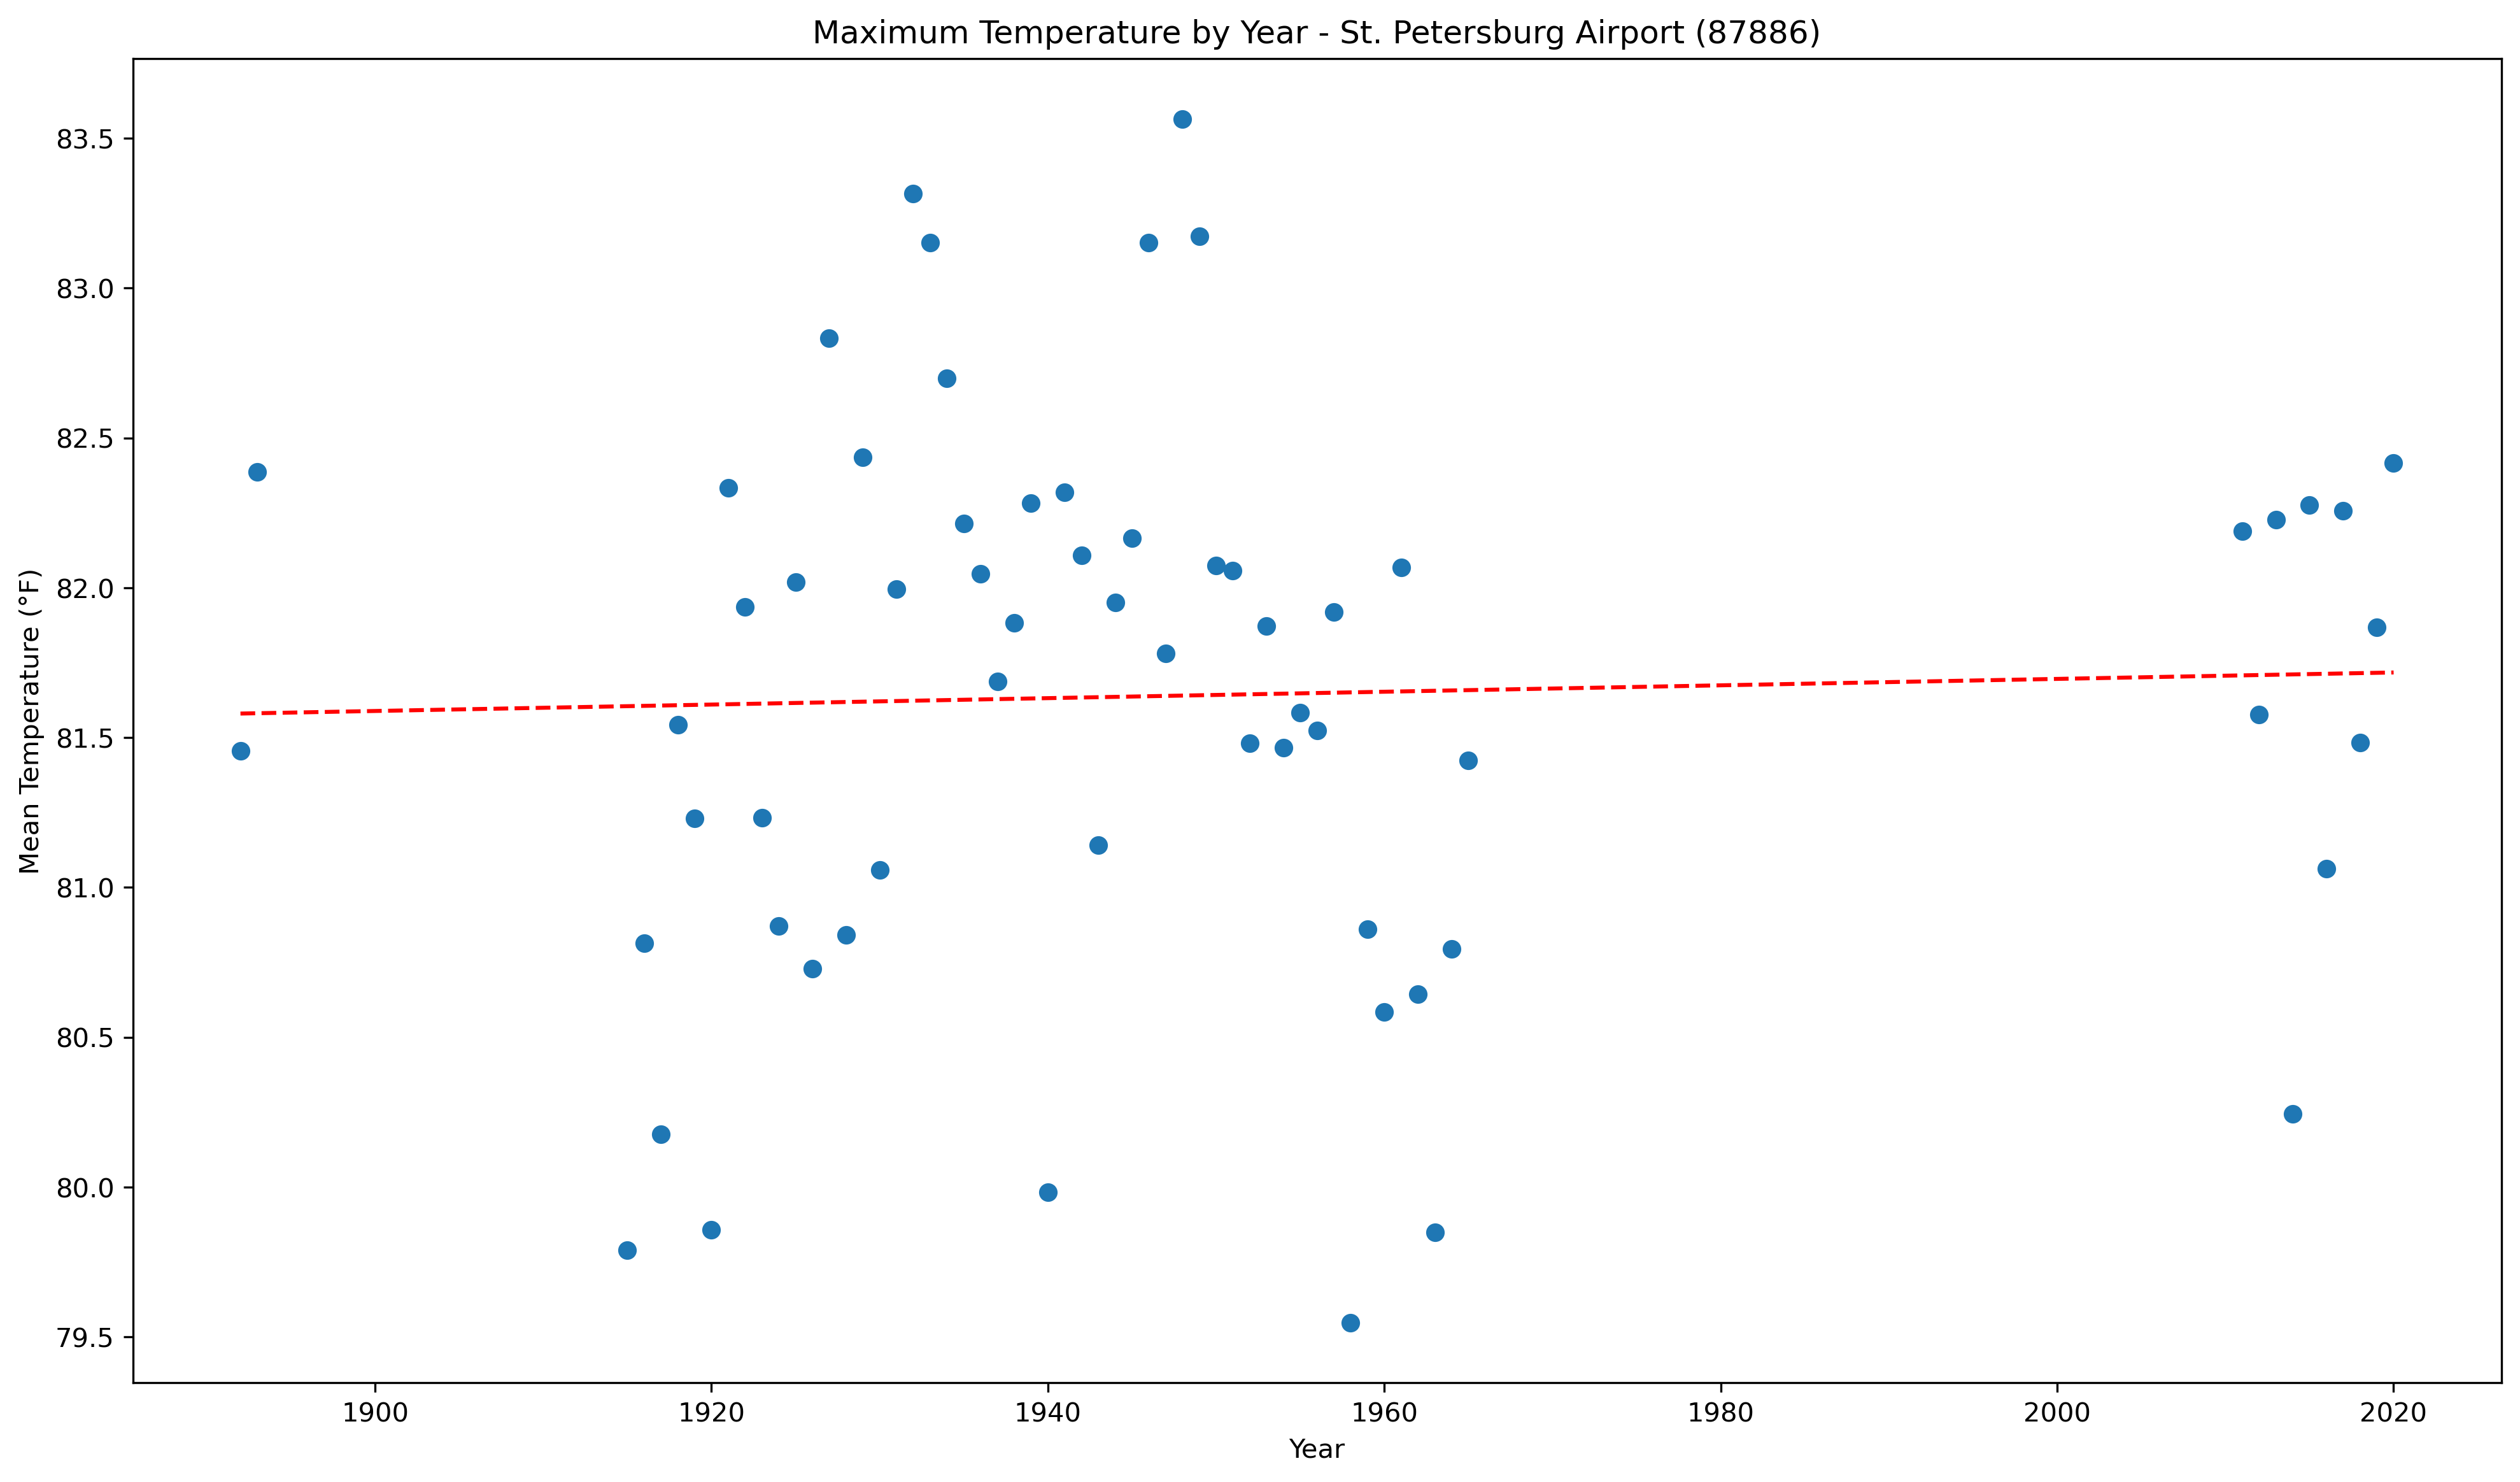 Maximum Temperature by Year - St. Petersburg Airport (87886)
Mean Temperature (°F)
83.5
83.0
82.5
82.0
81.5
81.0
80.5
80.0
79.5
1900 1920 1940 1960 1980 2000 2020
Year